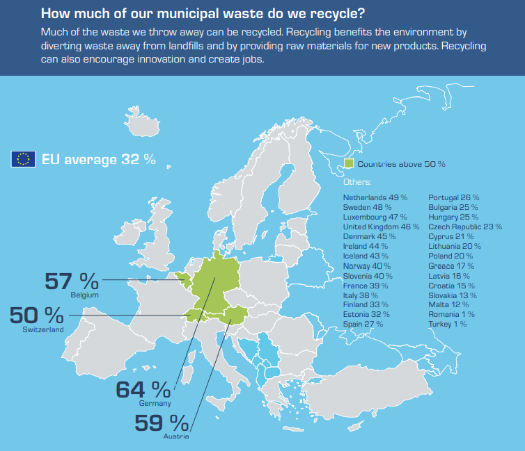 How much of our municipal waste do we recycle?
Much of the waste we throw away can be recycled. Recycling benefits the environment by
diverting waste away from landfills and by providing raw materials for new products. Recycling
can also encourage innovation and create jobs.
EU average 32 %
Countries above 50 %
Others:
Netherlands 49 %
Sweden 48 %
Luxembourg 47 %
United Kingdom 46 %
Denmark 45 %
Ireland 44 %
Iceland 43 %
Norway 40 %
Slovenia 40 %
France 39 %
Italy 38 %
Finland 33 %
Estonia 32 %
Spain 27 %
Portugal 26 %
Bulgaria 25 %
Hungary 25 %
Czech Republic 23 %
Cyprus 21 %
Lithuania 20 %
Poland 20 %
Greece 17 %
Latvia 16 %
Croatia 15 %
Slovakia 13 %
Malta 12 %
Romania 1 %
Turkey 1 %
57 %
Belgium
50 %
Switzerland
64 %
Germany
59 %
Austria